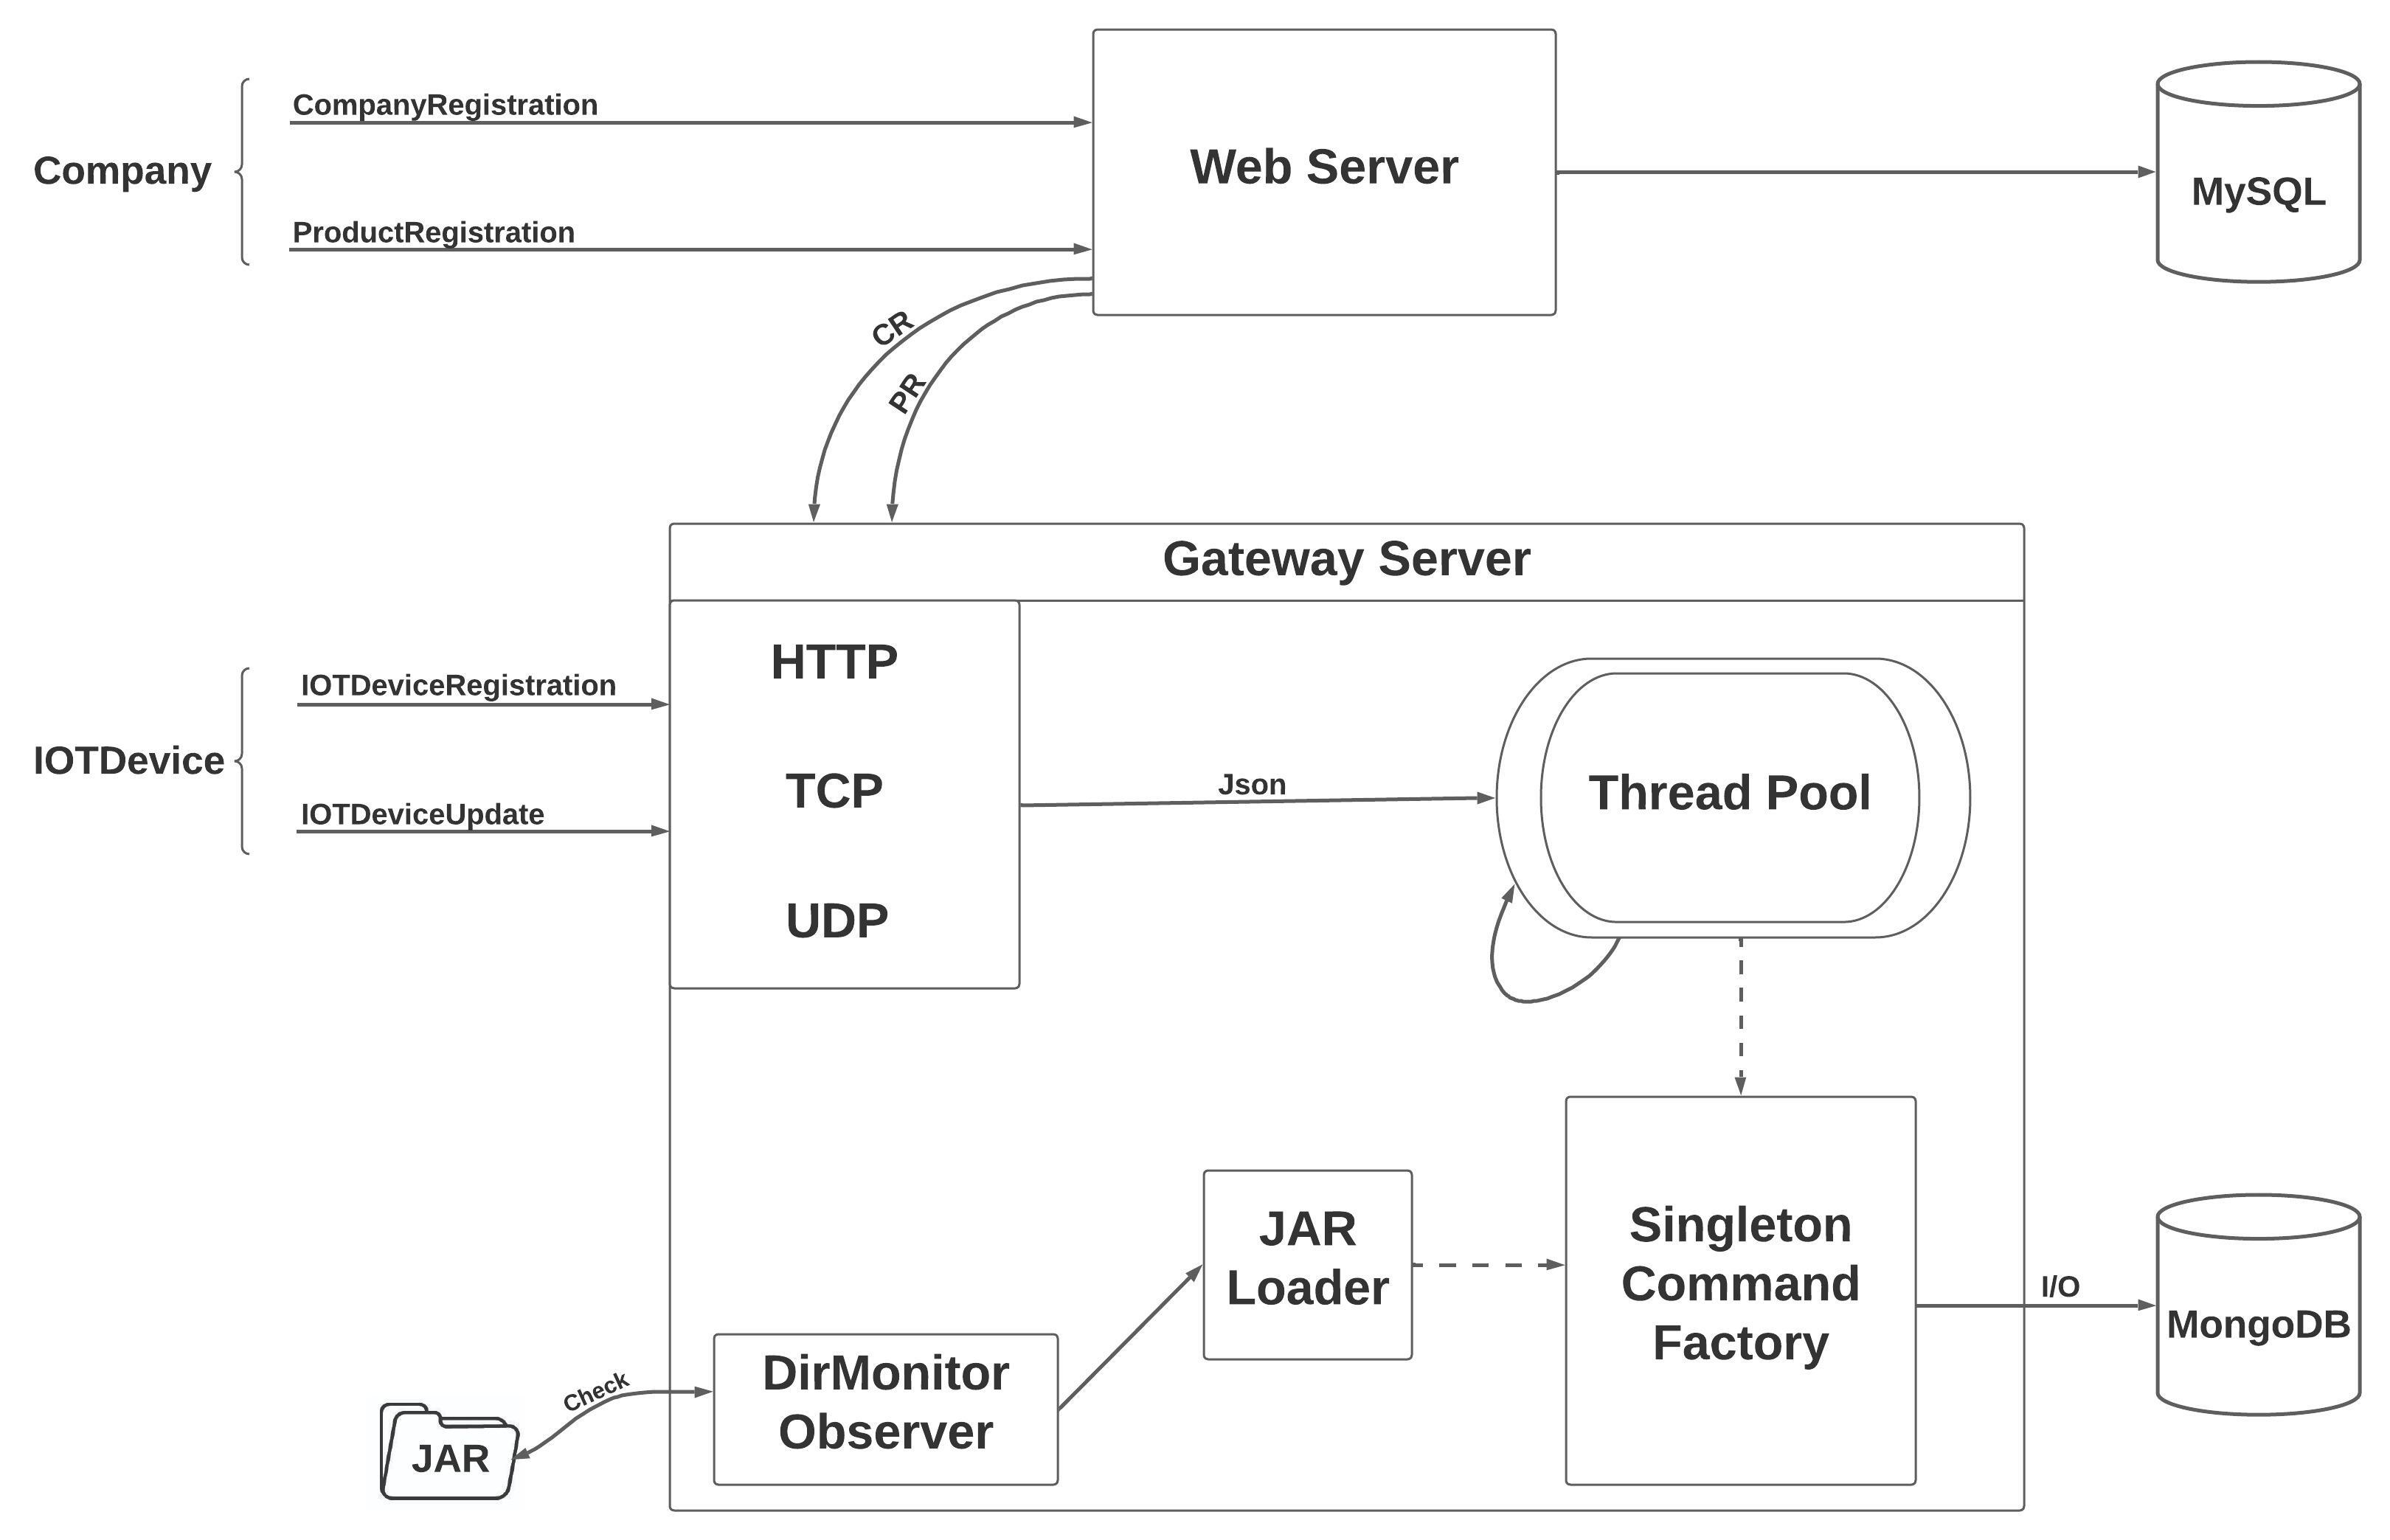 CompanyRegistration
Company
ProductRegistration
Web Server
MySQL
CR
PR
Gateway Server
HTTP
TCP
UDP
IOTDeviceRegistration
IOTDevice
IOTDeviceUpdate
Json
Thread Pool
JAR
Loader
Singleton
Command
Factory
I/O
MongoDB
DirMonitor
Observer
Check
JAR